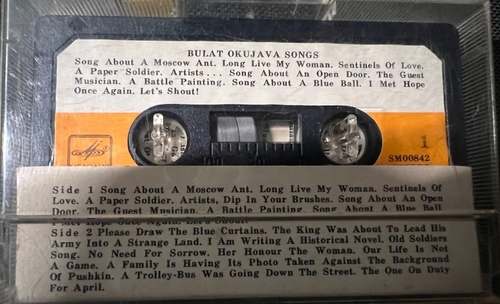 BULAT OKUJAVA SONGS
Song About A Moscow Ant. Long Live My Woman. Sentinels Of Love.
A Paper Soldier. Artists... Song About An Open Door. The Guest
Musician. A Battle Painting. Song About A Blue Ball. I Met Hope
Once Again. Let's Shout!
1
SM00842
Side 1 Song About A Moscow Ant. Long Live My Woman. Sentinels Of
Love. A Paper Soldier. Artists, Dip In Your Brushes. Song About An Open
Door. The Guest Musician. A Battle Painting. Song About A Blue Ball
I Met Hope Once Again. Let's Shout!
Side 2 Please Draw The Blue Curtains. The King Was About To Lead His
Army Into A Strange Land. I Am Writing A Historical Novel. Old Soldiers
Song. No Need For Sorrow. Her Honour The Woman. Our Life Is Not
A Game. A Family Is Having Its Photo Taken Against The Background
Of Pushkin. A Trolley-Bus Was Going Down The Street. The One On Duty
For April.